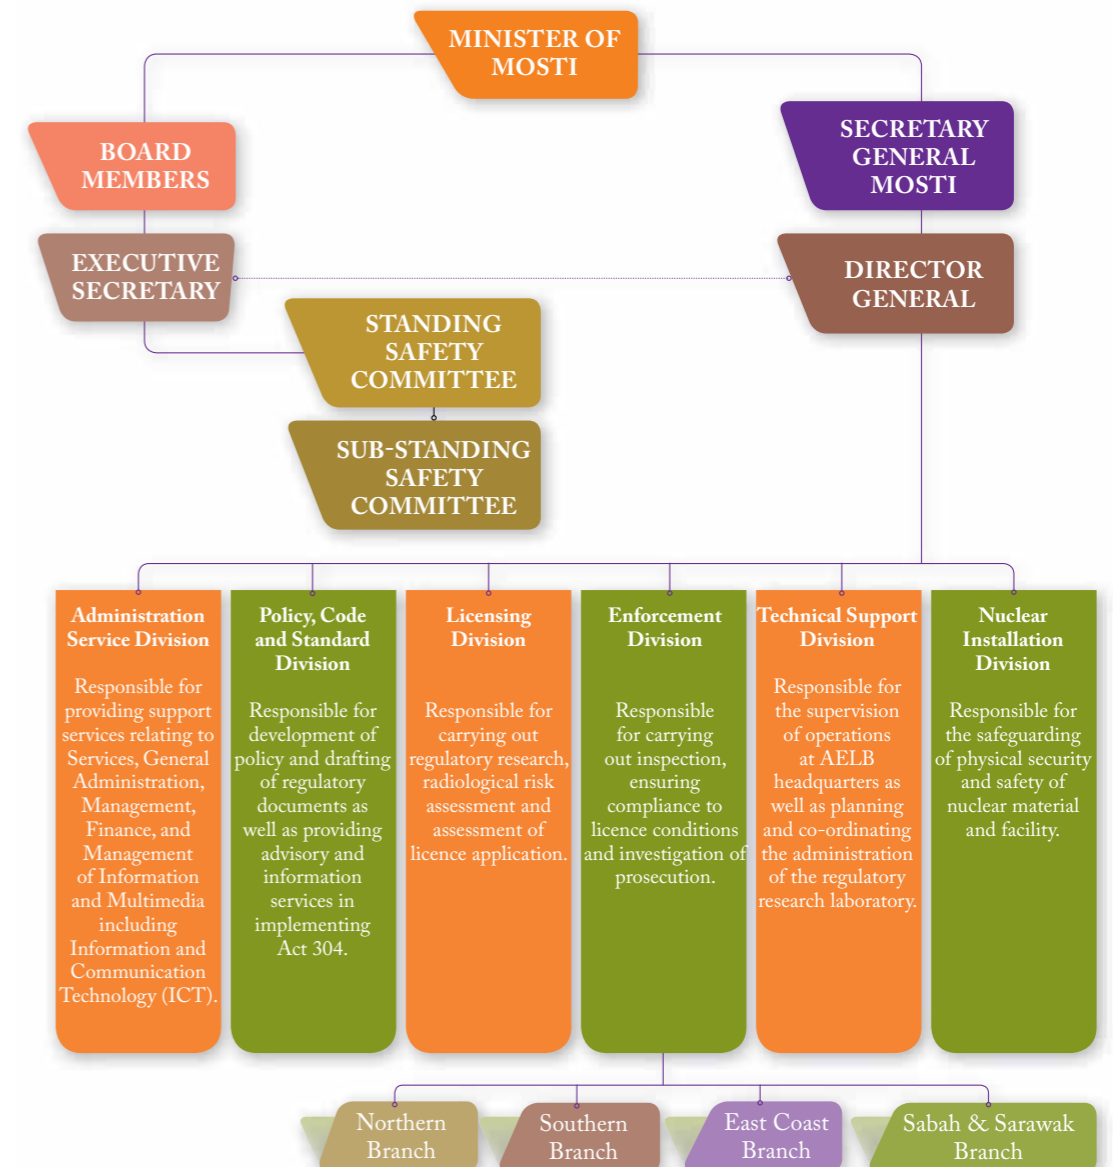 MINISTER OF
MOSTI
BOARD
MEMBERS
SECRETARY
GENERAL
MOSTI
EXECUTIVE
SECRETARY
DIRECTOR
GENERAL
STANDING
SAFETY
COMMITTEE
SUB-STANDING
SAFETY
COMMITTEE
Administration
Service Division
Responsible for
providing support
services relating to
Services, General
Administration,
Management,
Finance, and
Management
of Information
and Multimedia
including
Information and
Communication
Technology (ICT).
Policy, Code
and Standard
Division
Responsible for
development of
policy and drafting
of regulatory
documents as
well as providing
advisory and
information
services in
implementing
Act 304.
Licensing
Division
Responsible for
carrying out
regulatory research,
radiological risk
assessment and
assessment of
licence application.
Enforcement
Division
Responsible
for carrying
out inspection,
ensuring
compliance to
licence conditions
and investigation of
prosecution.
Technical Support
Division
Responsible for
the supervision
of operations
at AELB
headquarters as
well as planning
and co-ordinating
the administration
of the regulatory
research laboratory.
Nuclear
Installation
Division
Responsible for
the safeguarding
of physical security
and safety of
nuclear material
and facility.
Northern
Branch
Southern
Branch
East Coast
Branch
Sabah & Sarawak
Branch